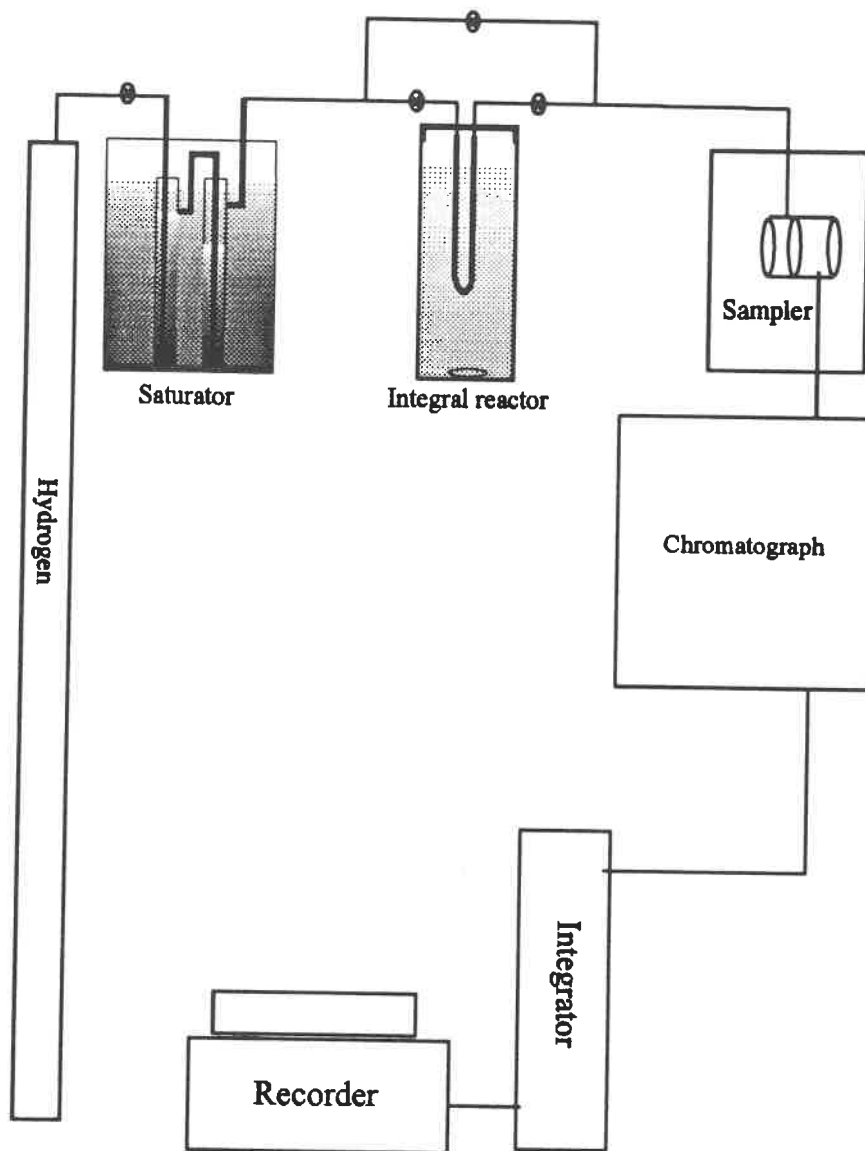 Sampler
Saturator
Integral reactor
Hydrogen
Chromatograph
Integrator
Recorder